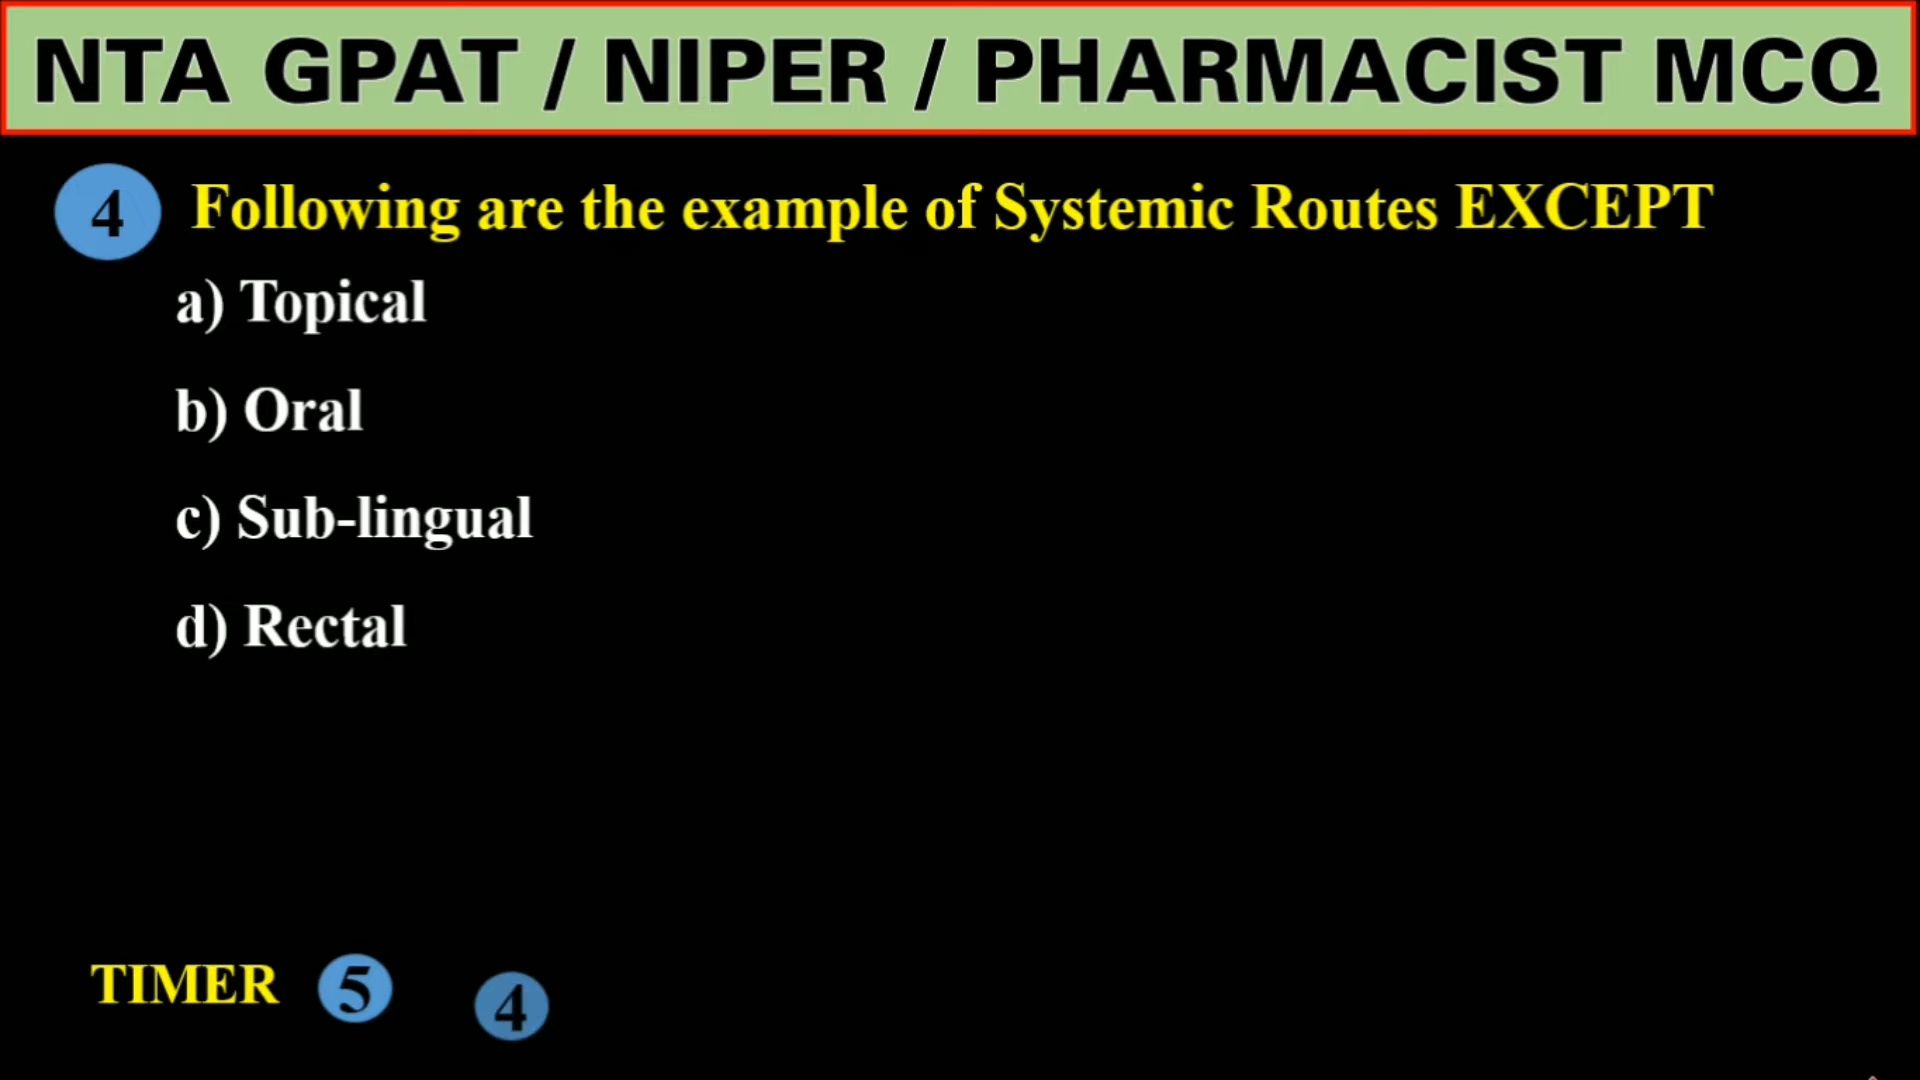 NTA GPAT / NIPER / PHARMACIST MCQ
4 Following are the example of Systemic Routes EXCEPT
a) Topical
b) Oral
c) Sub-lingual
d) Rectal
TIMER 5 4